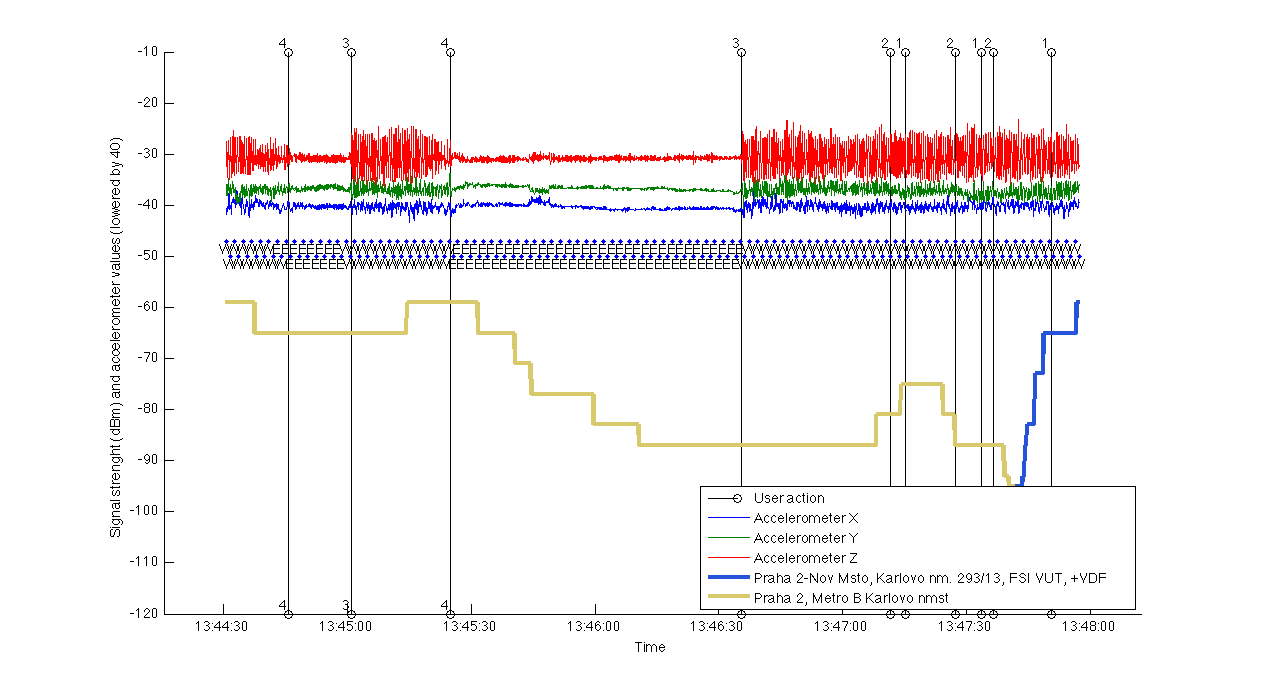 4 3 4 3 2 1 2 1 2 1
-10
-20
-30
-40
-50
-60
-70
-80
-90
-100
-110
-120
Signal strenght (dBm) and accelerometer values (lowered by 40)
User action
Accelerometer X
Accelerometer Y
Accelerometer Z
Praha 2-Nov Msto, Karlovo nm. 293/13, FSI VUT, +VDF
Praha 2, Metro B Karlovo nmst
4 3 4
13:44:30 13:45:00 13:45:30 13:46:00 13:46:30 13:47:00 13:47:30 13:48:00
Time